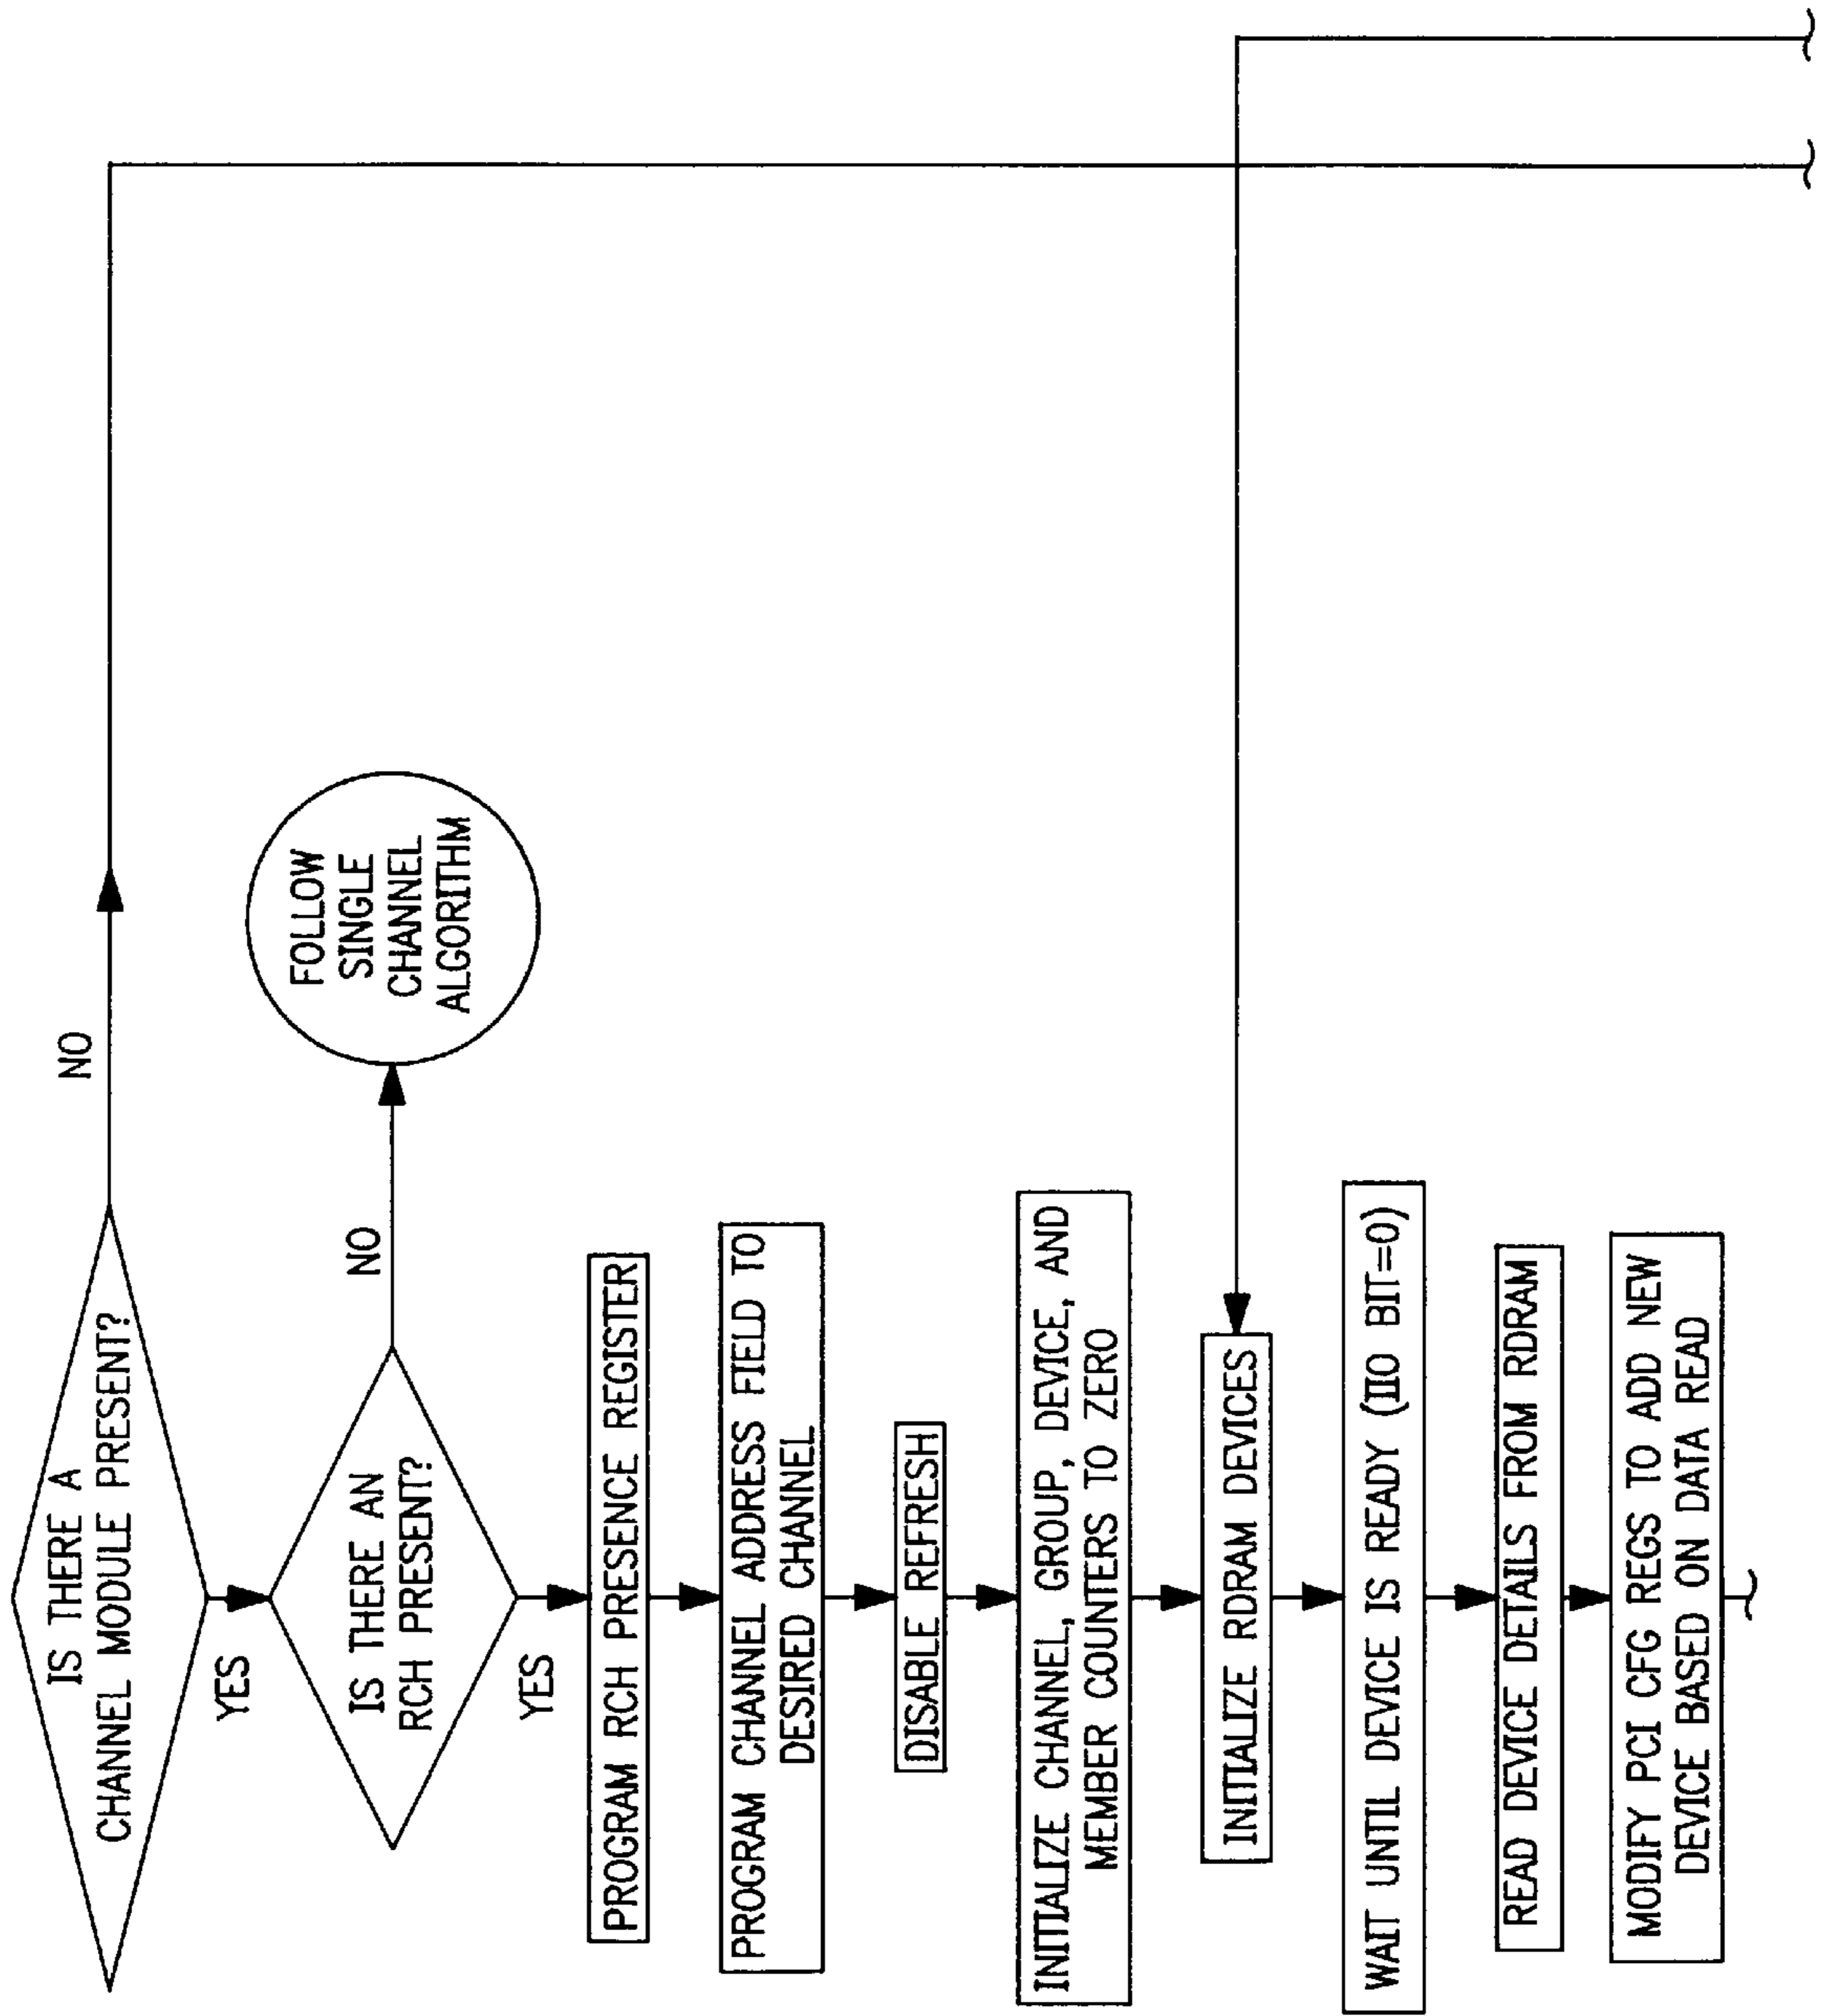 IS THERE A
CHANNEL MODULE PRESENT?
NO
YES
IS THERE AN
RCH PRESENT?
NO
FOLLOW
SINGLE
CHANNEL
ALGORITHM
YES
PROGRAM RCH PRESENCE REGISTER
PROGRAM CHANNEL ADDRESS FIELD TO
DESIRED CHANNEL
DISABLE REFRESH
INITIALIZE CHANNEL, GROUP, DEVICE, AND
MEMBER COUNTERS TO ZERO
INITIALIZE RDRAM DEVICES
WAIT UNTIL DEVICE IS READY (IIO BIT=0)
READ DEVICE DETAILS FROM RDRAM
MODIFY PCI CFG REGS TO ADD NEW
DEVICE BASED ON DATA READ